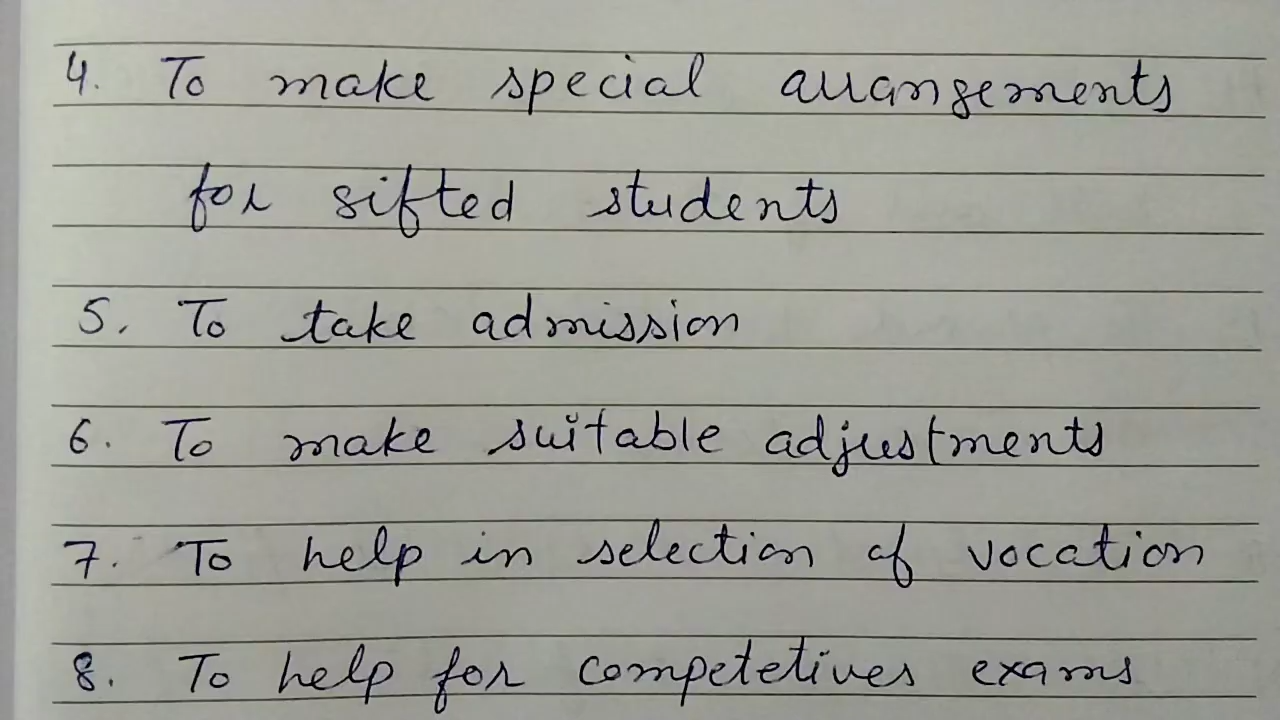 4. To make special arrangements
for gifted students
5. To take admission
6. To make suitable adjustments
7. To help in selection of vocation
8. To help for competetives exams